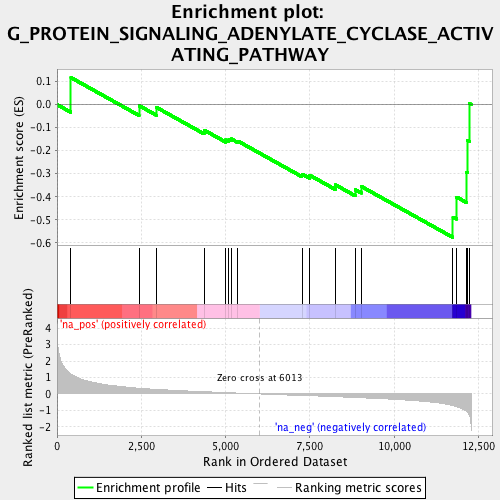 Enrichment plot:
G_PROTEIN_SIGNALING_ADENYLATE_CYCLASE_ACTIV
ATING_PATHWAY
Enrichment score (ES)
0.1
0.0
-0.1
-0.2
-0.3
-0.4
-0.5
-0.6
'na_pos' (positively correlated)
Ranked list metric (PreRanked)
4
3
2
1
0
-1
-2
Zero cross at 6013
'na_neg' (negatively correlated)
0
2,500
5,000
7,500
10,000
12,500
Rank in Ordered Dataset
Enrichment profile
Hits
Ranking metric scores